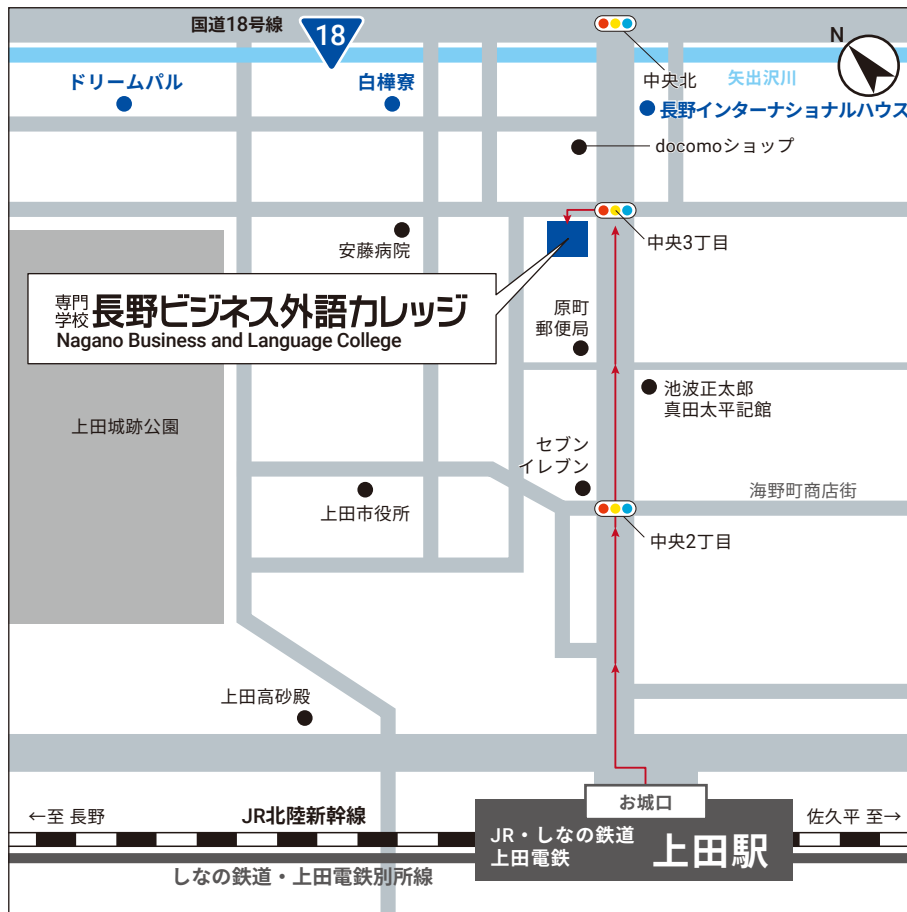 国道18号線
18
N
中央北
矢出沢川
ドリームパル
白樺寮
長野インターナショナルハウス
docomoショップ
中央3丁目
安藤病院
専門
学校
長野ビジネス外語カレッジ
Nagano Business and Language College
原町
郵便局
池波正太郎
真田太平記館
上田城跡公園
セブン
イレブン
海野町商店街
上田市役所
中央2丁目
上田高砂殿
お城口
←至 長野
JR北陸新幹線
佐久平 至→
JR・しなの鉄道
上田電鉄
上田駅
しなの鉄道・上田電鉄別所線